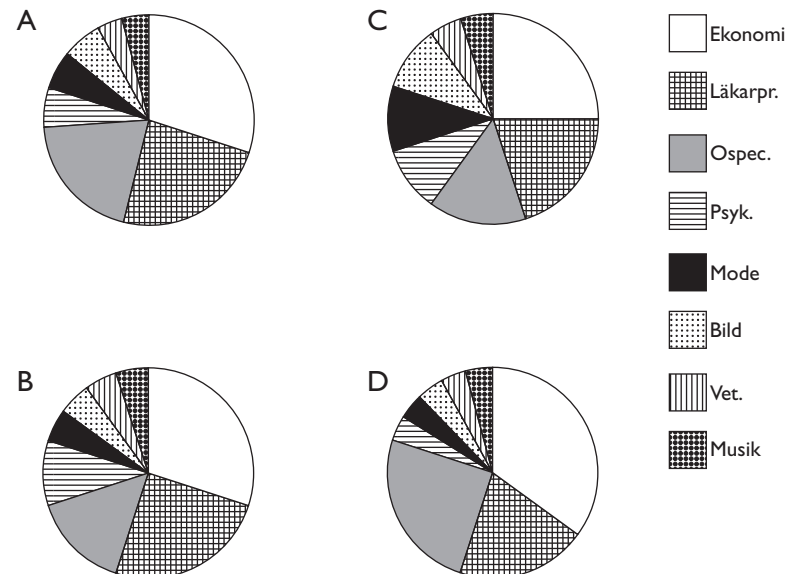 A
C
B
D
Ekonomi
Läkarpr.
Ospec.
Psyk.
Mode
Bild
Vet.
Musik